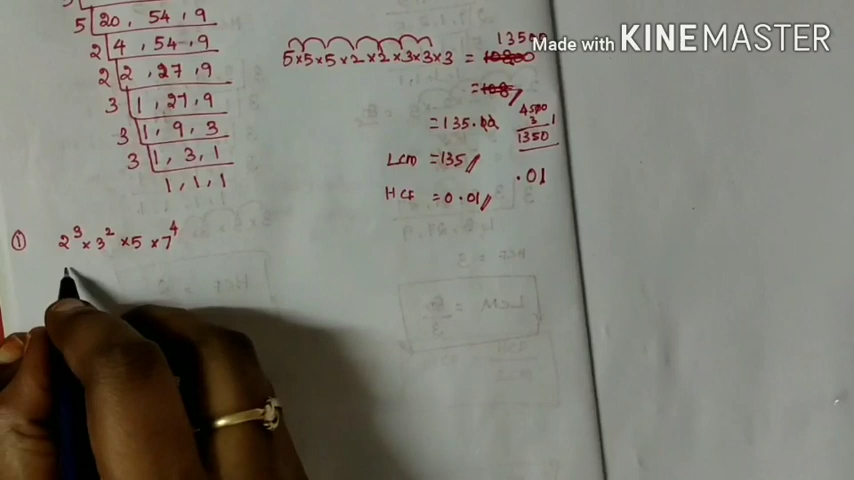 5 20, 54, 9
2 4, 54, 9
2 2, 27, 9
3 1, 27, 9
3 1, 9, 3
3 1, 3, 1
1, 1, 1
5×5×5×2×2×3×3×3 =
= 135.00
LCM = 135 //
HCF = 0.01 //
4500
3
1350
.01
① 2³ × 3² × 5 × 7⁴
Made with KINEMASTER